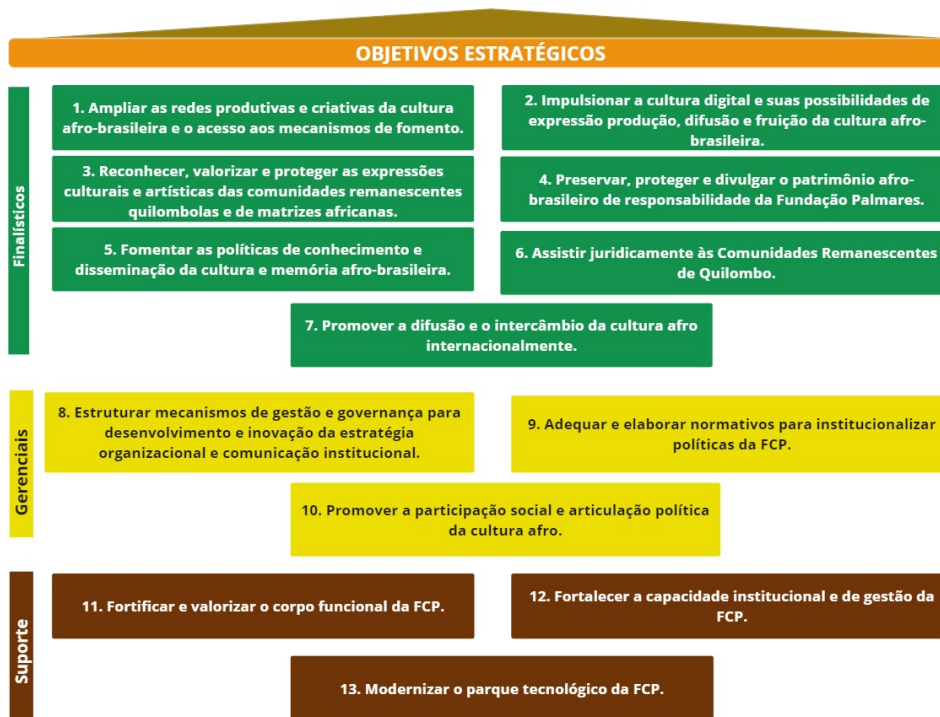 OBJETIVOS ESTRATÉGICOS
Finalísticos
1. Ampliar as redes produtivas e criativas da cultura
afro-brasileira e o acesso aos mecanismos de fomento.
2. Impulsionar a cultura digital e suas possibilidades de
expressão produção, difusão e fruição da cultura afro-
brasileira.
3. Reconhecer, valorizar e proteger as expressões
culturais e artísticas das comunidades remanescentes
quilombolas e de matrizes africanas.
4. Preservar, proteger e divulgar o patrimônio afro-
brasileiro de responsabilidade da Fundação Palmares.
5. Fomentar as políticas de conhecimento e
disseminação da cultura e memória afro-brasileira.
6. Assistir juridicamente às Comunidades Remanescentes
de Quilombo.
7. Promover a difusão e o intercâmbio da cultura afro
internacionalmente.
Gerenciais
8. Estruturar mecanismos de gestão e governança para
desenvolvimento e inovação da estratégia
organizacional e comunicação institucional.
9. Adequar e elaborar normativos para institucionalizar
políticas da FCP.
10. Promover a participação social e articulação política
da cultura afro.
Suporte
11. Fortificar e valorizar o corpo funcional da FCP.
12. Fortalecer a capacidade institucional e de gestão da
FCP.
13. Modernizar o parque tecnológico da FCP.